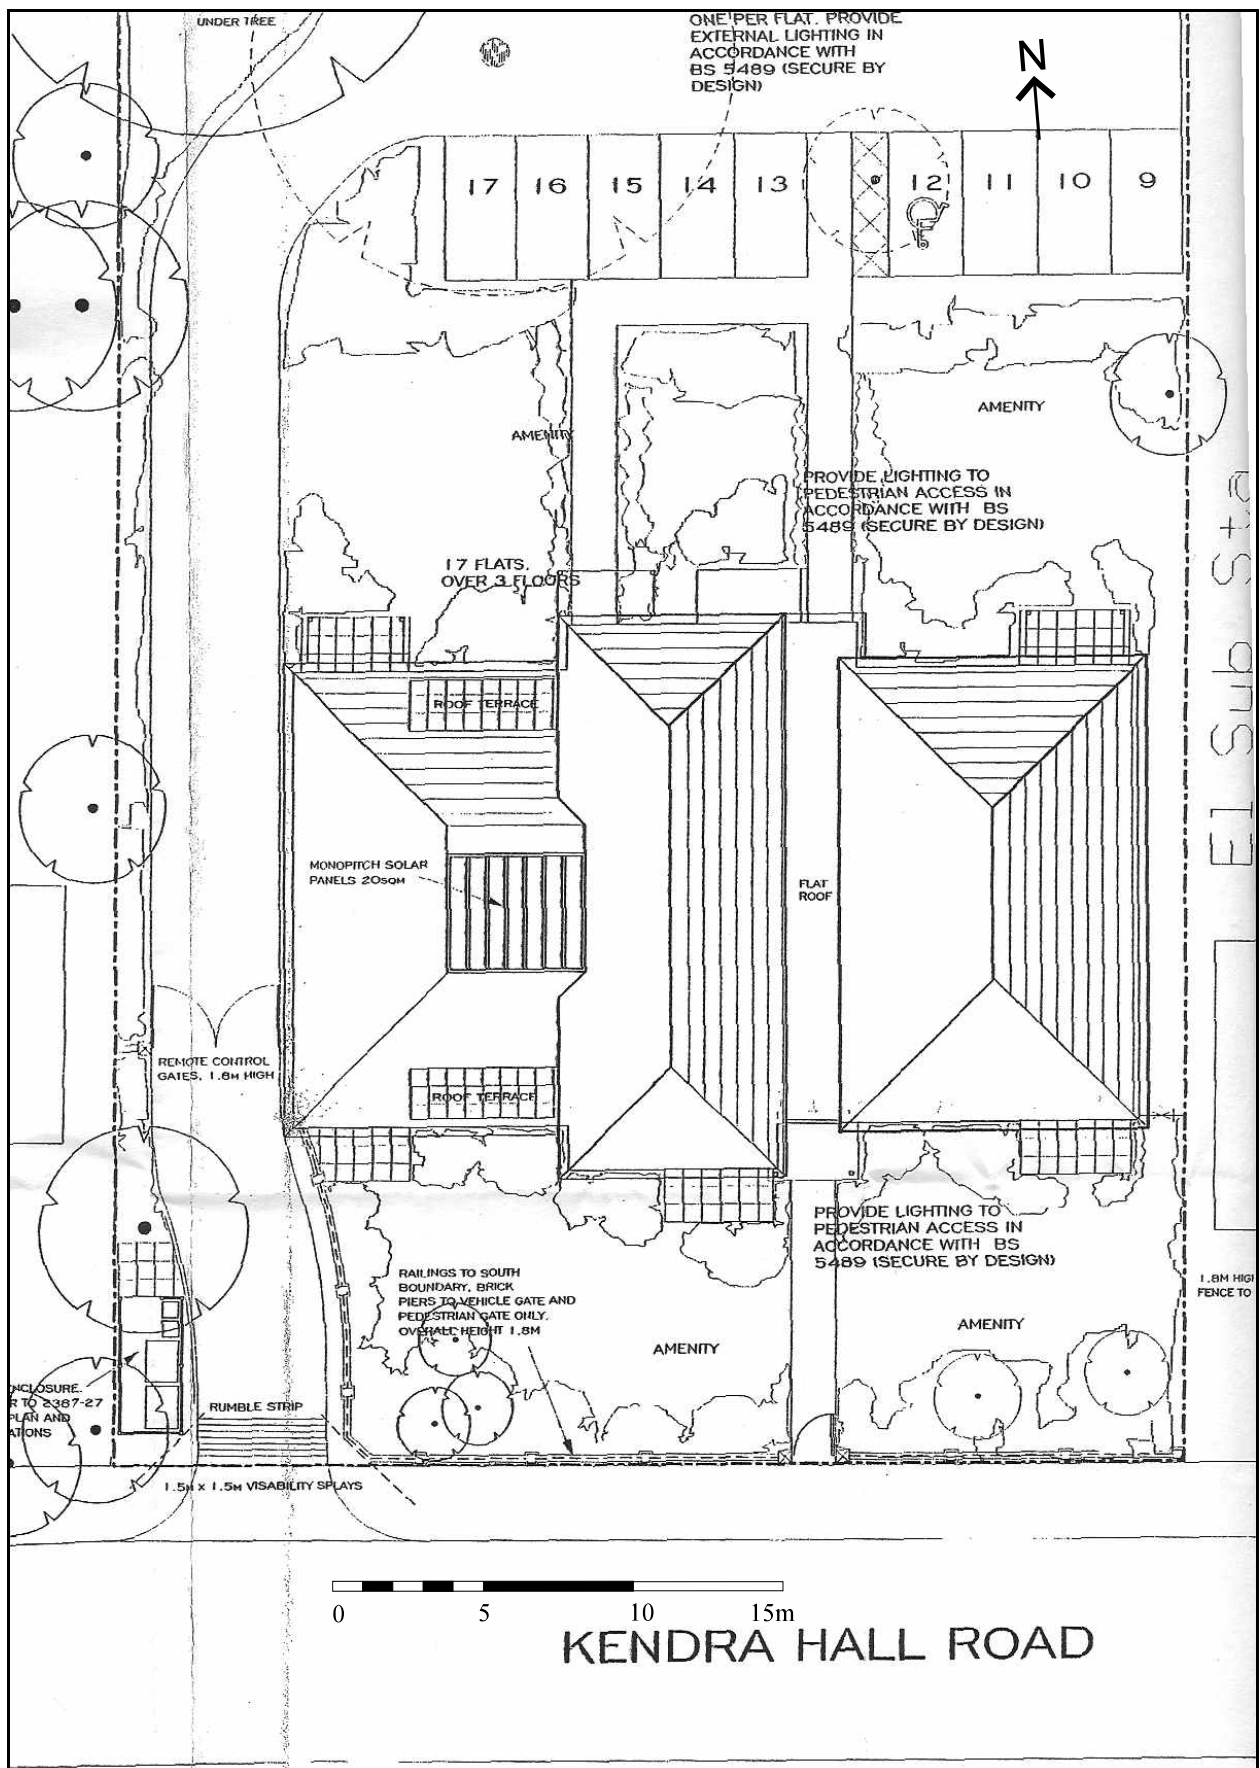 UNDER TREE
ONE PER FLAT. PROVIDE
EXTERNAL LIGHTING IN
ACCORDANCE WITH
BS 5489 (SECURE BY
DESIGN)
N
17
16
15
14
13
12
11
10
9
AMENITY
AMENITY
PROVIDE LIGHTING TO
PEDESTRIAN ACCESS IN
ACCORDANCE WITH BS
5489 (SECURE BY DESIGN)
17 FLATS.
OVER 3 FLOORS
El Sub Sta
ROOF TERRACE
MONOPITCH SOLAR
PANELS 20SQM
FLAT
ROOF
REMOTE CONTROL
GATES, 1.8M HIGH
ROOF TERRACE
PROVIDE LIGHTING TO
PEDESTRIAN ACCESS IN
ACCORDANCE WITH BS
5489 (SECURE BY DESIGN)
RAILINGS TO SOUTH
BOUNDARY, BRICK
PIERS TO VEHICLE GATE AND
PEDESTRIAN GATE ONLY.
OVERALL HEIGHT 1.8M
1.8M HIGH
FENCE TO
AMENITY
AMENITY
NCLOSURE.
R TO 2387-27
PLAN AND
ATIONS
RUMBLE STRIP
1.5M x 1.5M VISABILITY SPLAYS
0 5 10 15m
KENDRA HALL ROAD